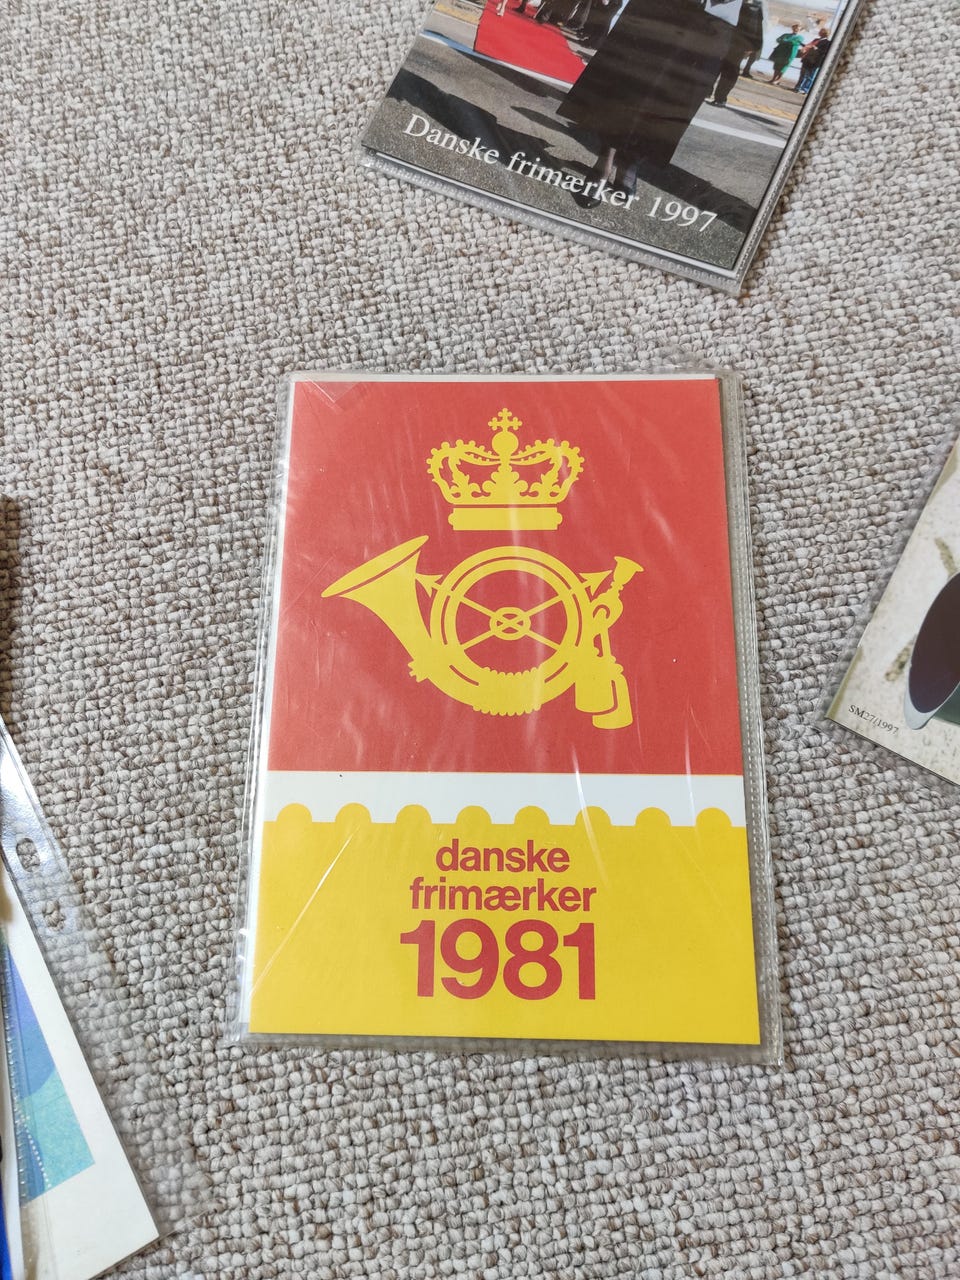 Danske frimærker 1997
danske
frimærker
1981
SM27/1997